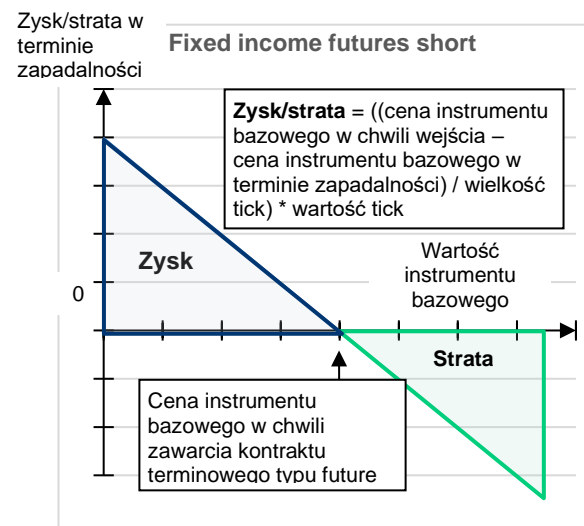 Zysk/strata w
terminie
zapadalności
Fixed income futures short
Zysk/strata = ((cena instrumentu
bazowego w chwili wejścia –
cena instrumentu bazowego w
terminie zapadalności) / wielkość
tick) * wartość tick
Zysk
Wartość
instrumentu
bazowego
0
Strata
Cena instrumentu
bazowego w chwili
zawarcia kontraktu
terminowego typu future